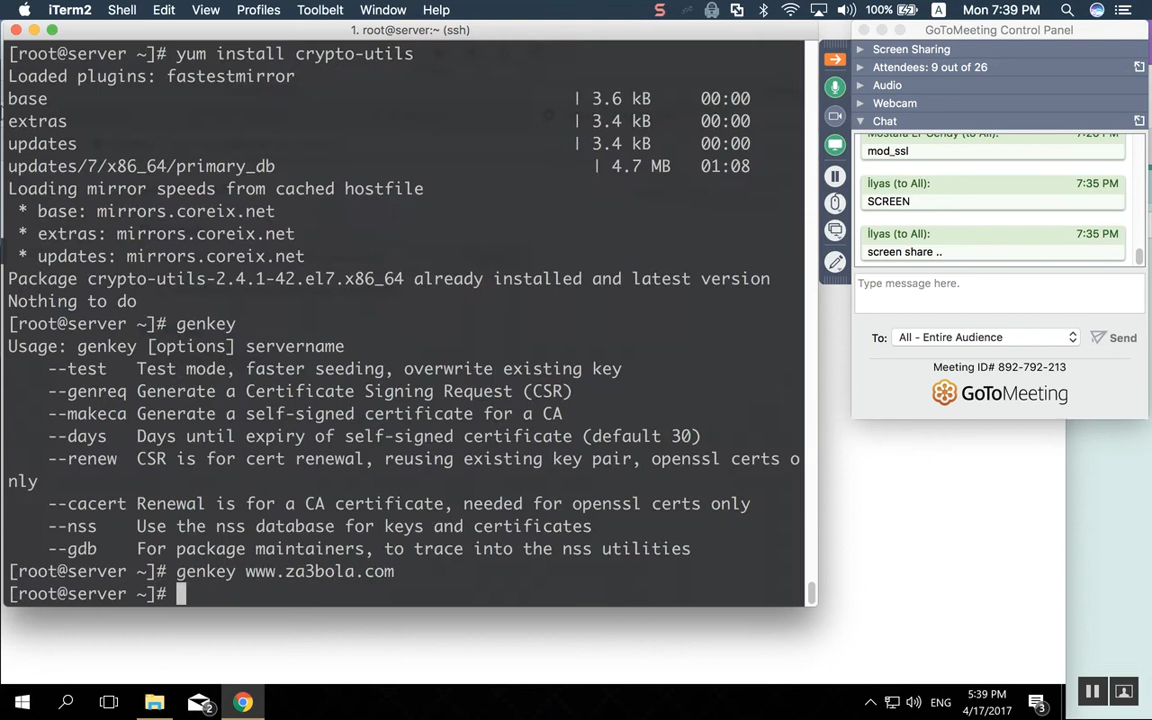 iTerm2 Shell Edit View Profiles Toolbelt Window Help 100% A Mon 7:39 PM
1. root@server:~ (ssh)
[root@server ~]# yum install crypto-utils
Loaded plugins: fastestmirror
base | 3.6 kB 00:00
extras | 3.4 kB 00:00
updates | 3.4 kB 00:00
updates/7/x86_64/primary_db | 4.7 MB 01:08
Loading mirror speeds from cached hostfile
* base: mirrors.coreix.net
* extras: mirrors.coreix.net
* updates: mirrors.coreix.net
Package crypto-utils-2.4.1-42.el7.x86_64 already installed and latest version
Nothing to do
[root@server ~]# genkey
Usage: genkey [options] servername
--test Test mode, faster seeding, overwrite existing key
--genreq Generate a Certificate Signing Request (CSR)
--makeca Generate a self-signed certificate for a CA
--days Days until expiry of self-signed certificate (default 30)
--renew CSR is for cert renewal, reusing existing key pair, openssl certs o
nly
--cacert Renewal is for a CA certificate, needed for openssl certs only
--nss Use the nss database for keys and certificates
--gdb For package maintainers, to trace into the nss utilities
[root@server ~]# genkey www.za3bola.com
[root@server ~]#
GoToMeeting Control Panel
Screen Sharing
Attendees: 9 out of 26
Audio
Webcam
Chat
mod_ssl
İlyas (to All): 7:35 PM
SCREEN
İlyas (to All): 7:35 PM
screen share ..
Type message here.
To: All - Entire Audience Send
Meeting ID# 892-792-213
GoToMeeting
2 ENG 5:39 PM 3
4/17/2017